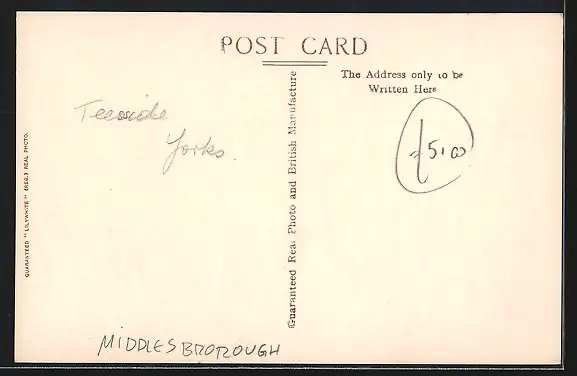 POST CARD
The Address only to be
Written Here
Teesside
Yorks.
£5.00
Guaranteed Real Photo and British Manufacture
GUARANTEED "LILYWHITE" BREG.? REAL PHOTO.
MIDDLESBROROUGH